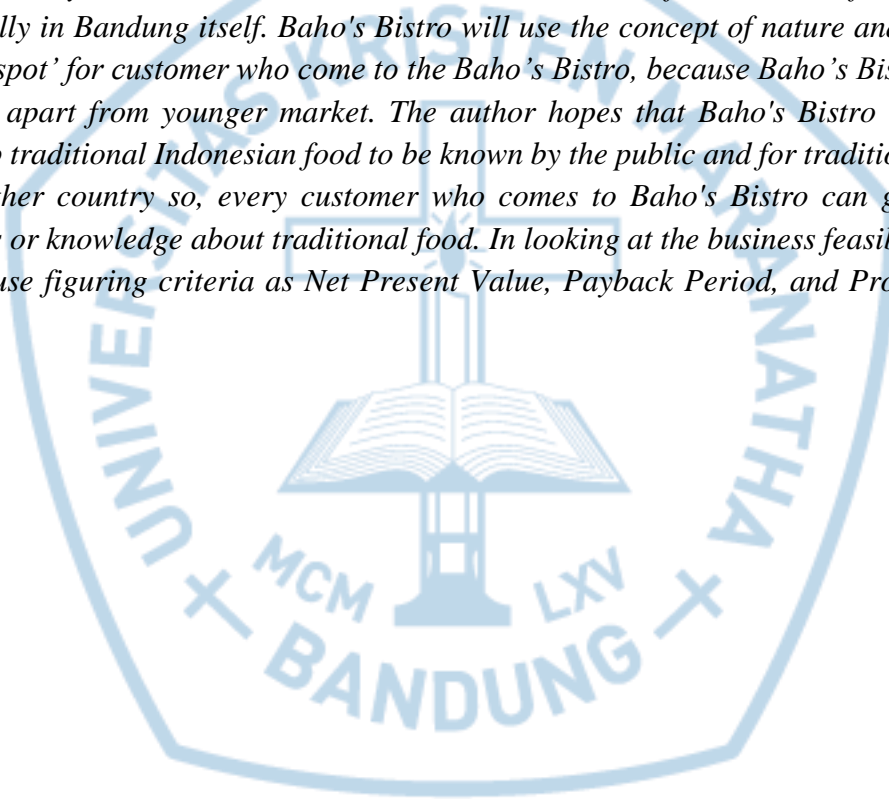 ally in Bandung itself. Baho's Bistro will use the concept of nature and
spot’ for customer who come to the Baho’s Bistro, because Baho’s Bis
apart from younger market. The author hopes that Baho's Bistro
traditional Indonesian food to be known by the public and for traditio
her country so, every customer who comes to Baho's Bistro can g
or knowledge about traditional food. In looking at the business feasil
use figuring criteria as Net Present Value, Payback Period, and Pro
UNIVERSITAS KRISTEN MARANATHA
MCM LXV
BANDUNG